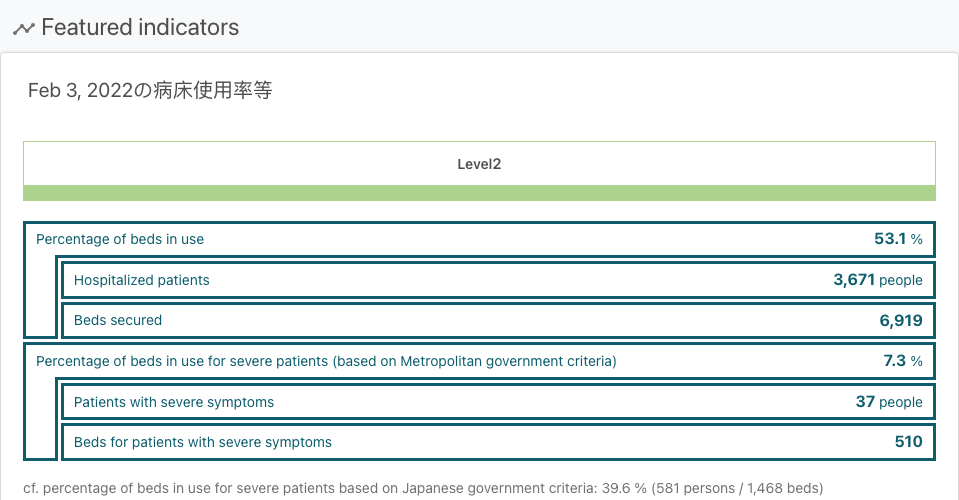 Featured indicators
Feb 3, 2022の病床使用率等
Level2
Percentage of beds in use 53.1 %
Hospitalized patients 3,671 people
Beds secured 6,919
Percentage of beds in use for severe patients (based on Metropolitan government criteria) 7.3 %
Patients with severe symptoms 37 people
Beds for patients with severe symptoms 510
cf. percentage of beds in use for severe patients based on Japanese government criteria: 39.6 % (581 persons / 1,468 beds)